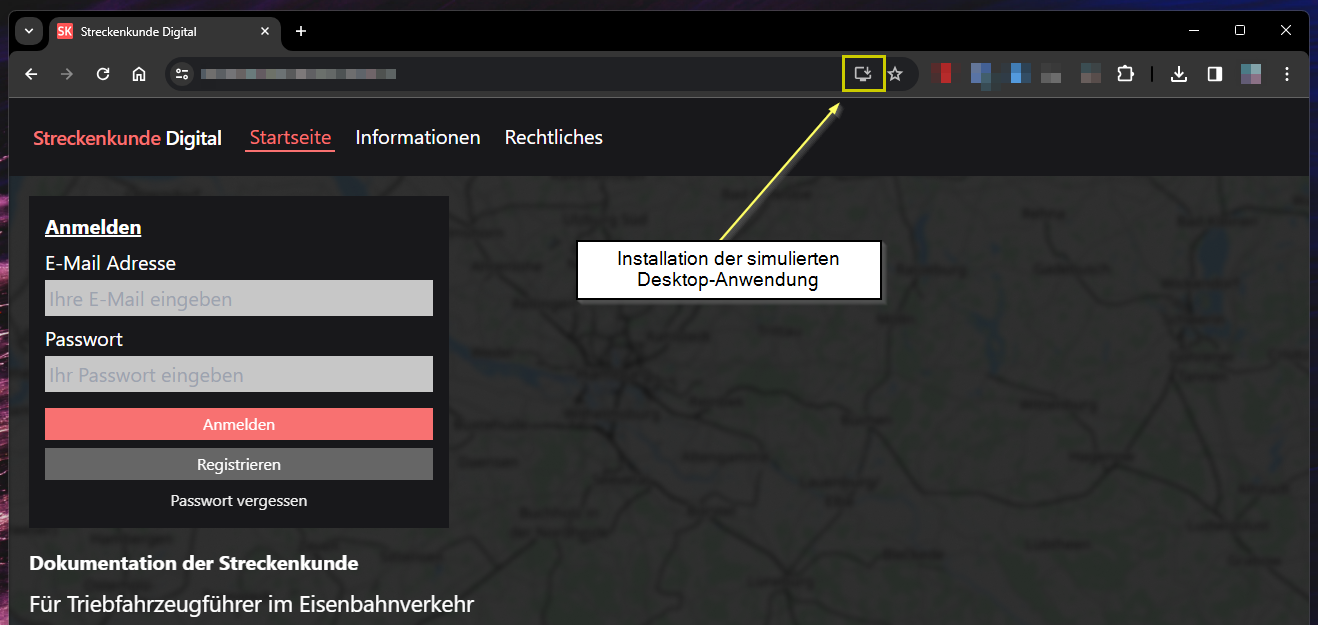 SK Streckenkunde Digital
Streckenkunde Digital Startseite Informationen Rechtliches
Anmelden
E-Mail Adresse
Ihre E-Mail eingeben
Passwort
Ihr Passwort eingeben
Anmelden
Registrieren
Passwort vergessen
Installation der simulierten
Desktop-Anwendung
Dokumentation der Streckenkunde
Für Triebfahrzeugführer im Eisenbahnverkehr